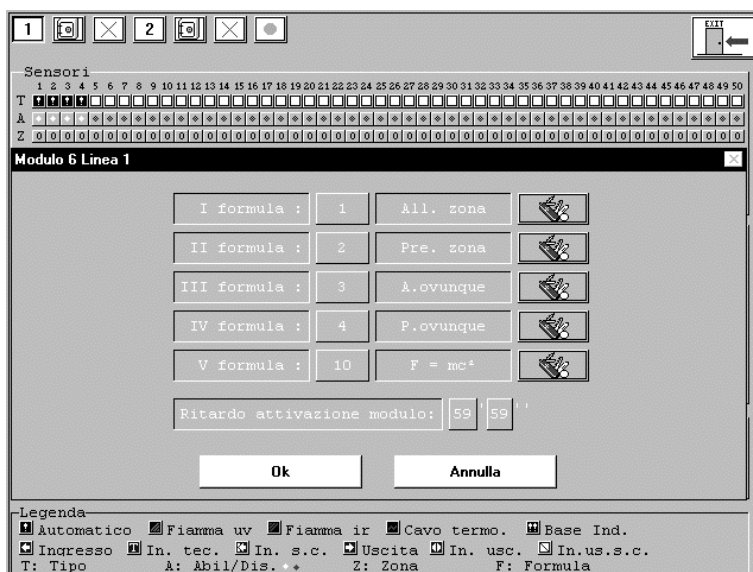 1 2 EXIT
Sensori
1 2 3 4 5 6 7 8 9 10 11 12 13 14 15 16 17 18 19 20 21 22 23 24 25 26 27 28 29 30 31 32 33 34 35 36 37 38 39 40 41 42 43 44 45 46 47 48 49 50
T
A
Z 0 0 0 0 0 0 0 0 0 0 0 0 0 0 0 0 0 0 0 0 0 0 0 0 0 0 0 0 0 0 0 0 0 0 0 0 0 0 0 0 0 0 0 0 0 0 0 0 0 0
Modulo 6 Linea 1
I formula : 1 All. zona
II formula : 2 Pre. zona
III formula : 3 A.ovunque
IV formula : 4 P.ovunque
V formula : 10 F = mc²
Ritardo attivazione modulo: 59 ' 59 ''
Ok Annulla
Legenda
Automatico Fiamma uv Fiamma ir Cavo termo. Base Ind.
Ingresso In. tec. In. s.c. Uscita In. usc. In.us.s.c.
T: Tipo A: Abil/Dis. Z: Zona F: Formula